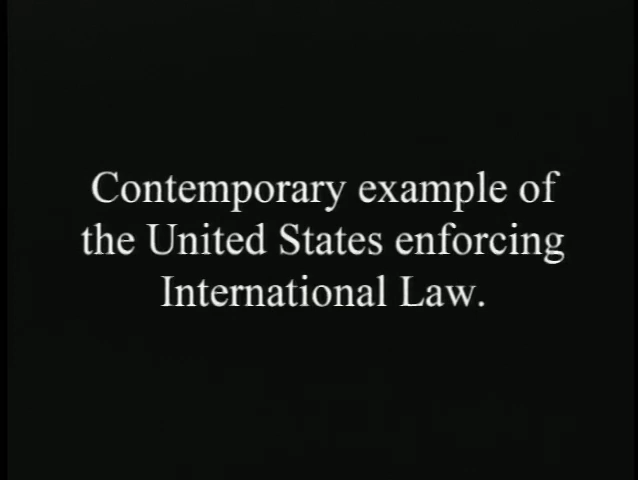 Contemporary example of
the United States enforcing
International Law.